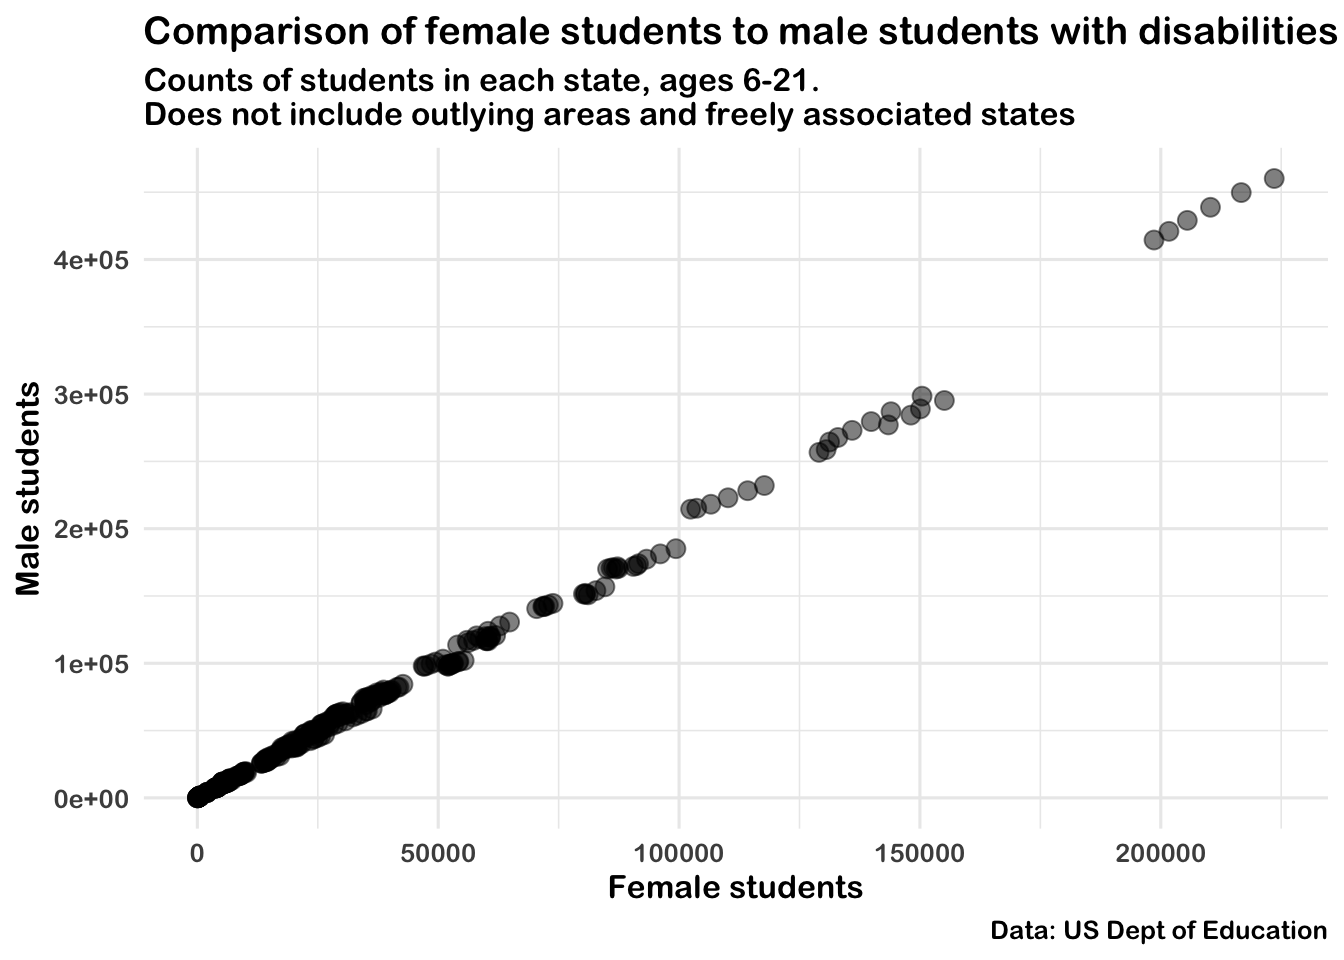 Comparison of female students to male students with disabilities
Counts of students in each state, ages 6-21.
Does not include outlying areas and freely associated states
Male students
4e+05
3e+05
2e+05
1e+05
0e+00
0 50000 100000 150000 200000
Female students
Data: US Dept of Education